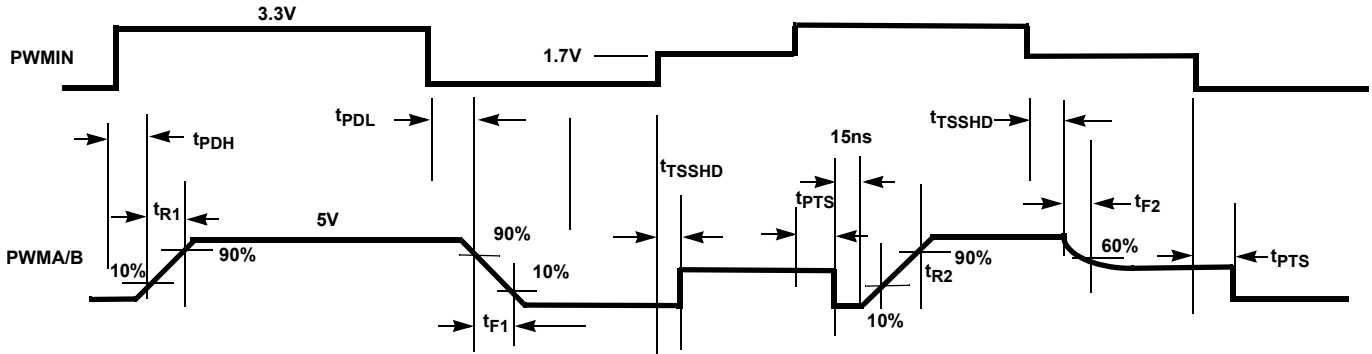 3.3V
PWMIN
1.7V
tPDL
tTSSHD
tPDH
15ns
tTSSHD
tR1
tPTS
tF2
5V
90%
60%
PWMA/B
10%
90%
10%
tR2
90%
tPTS
tF1
10%